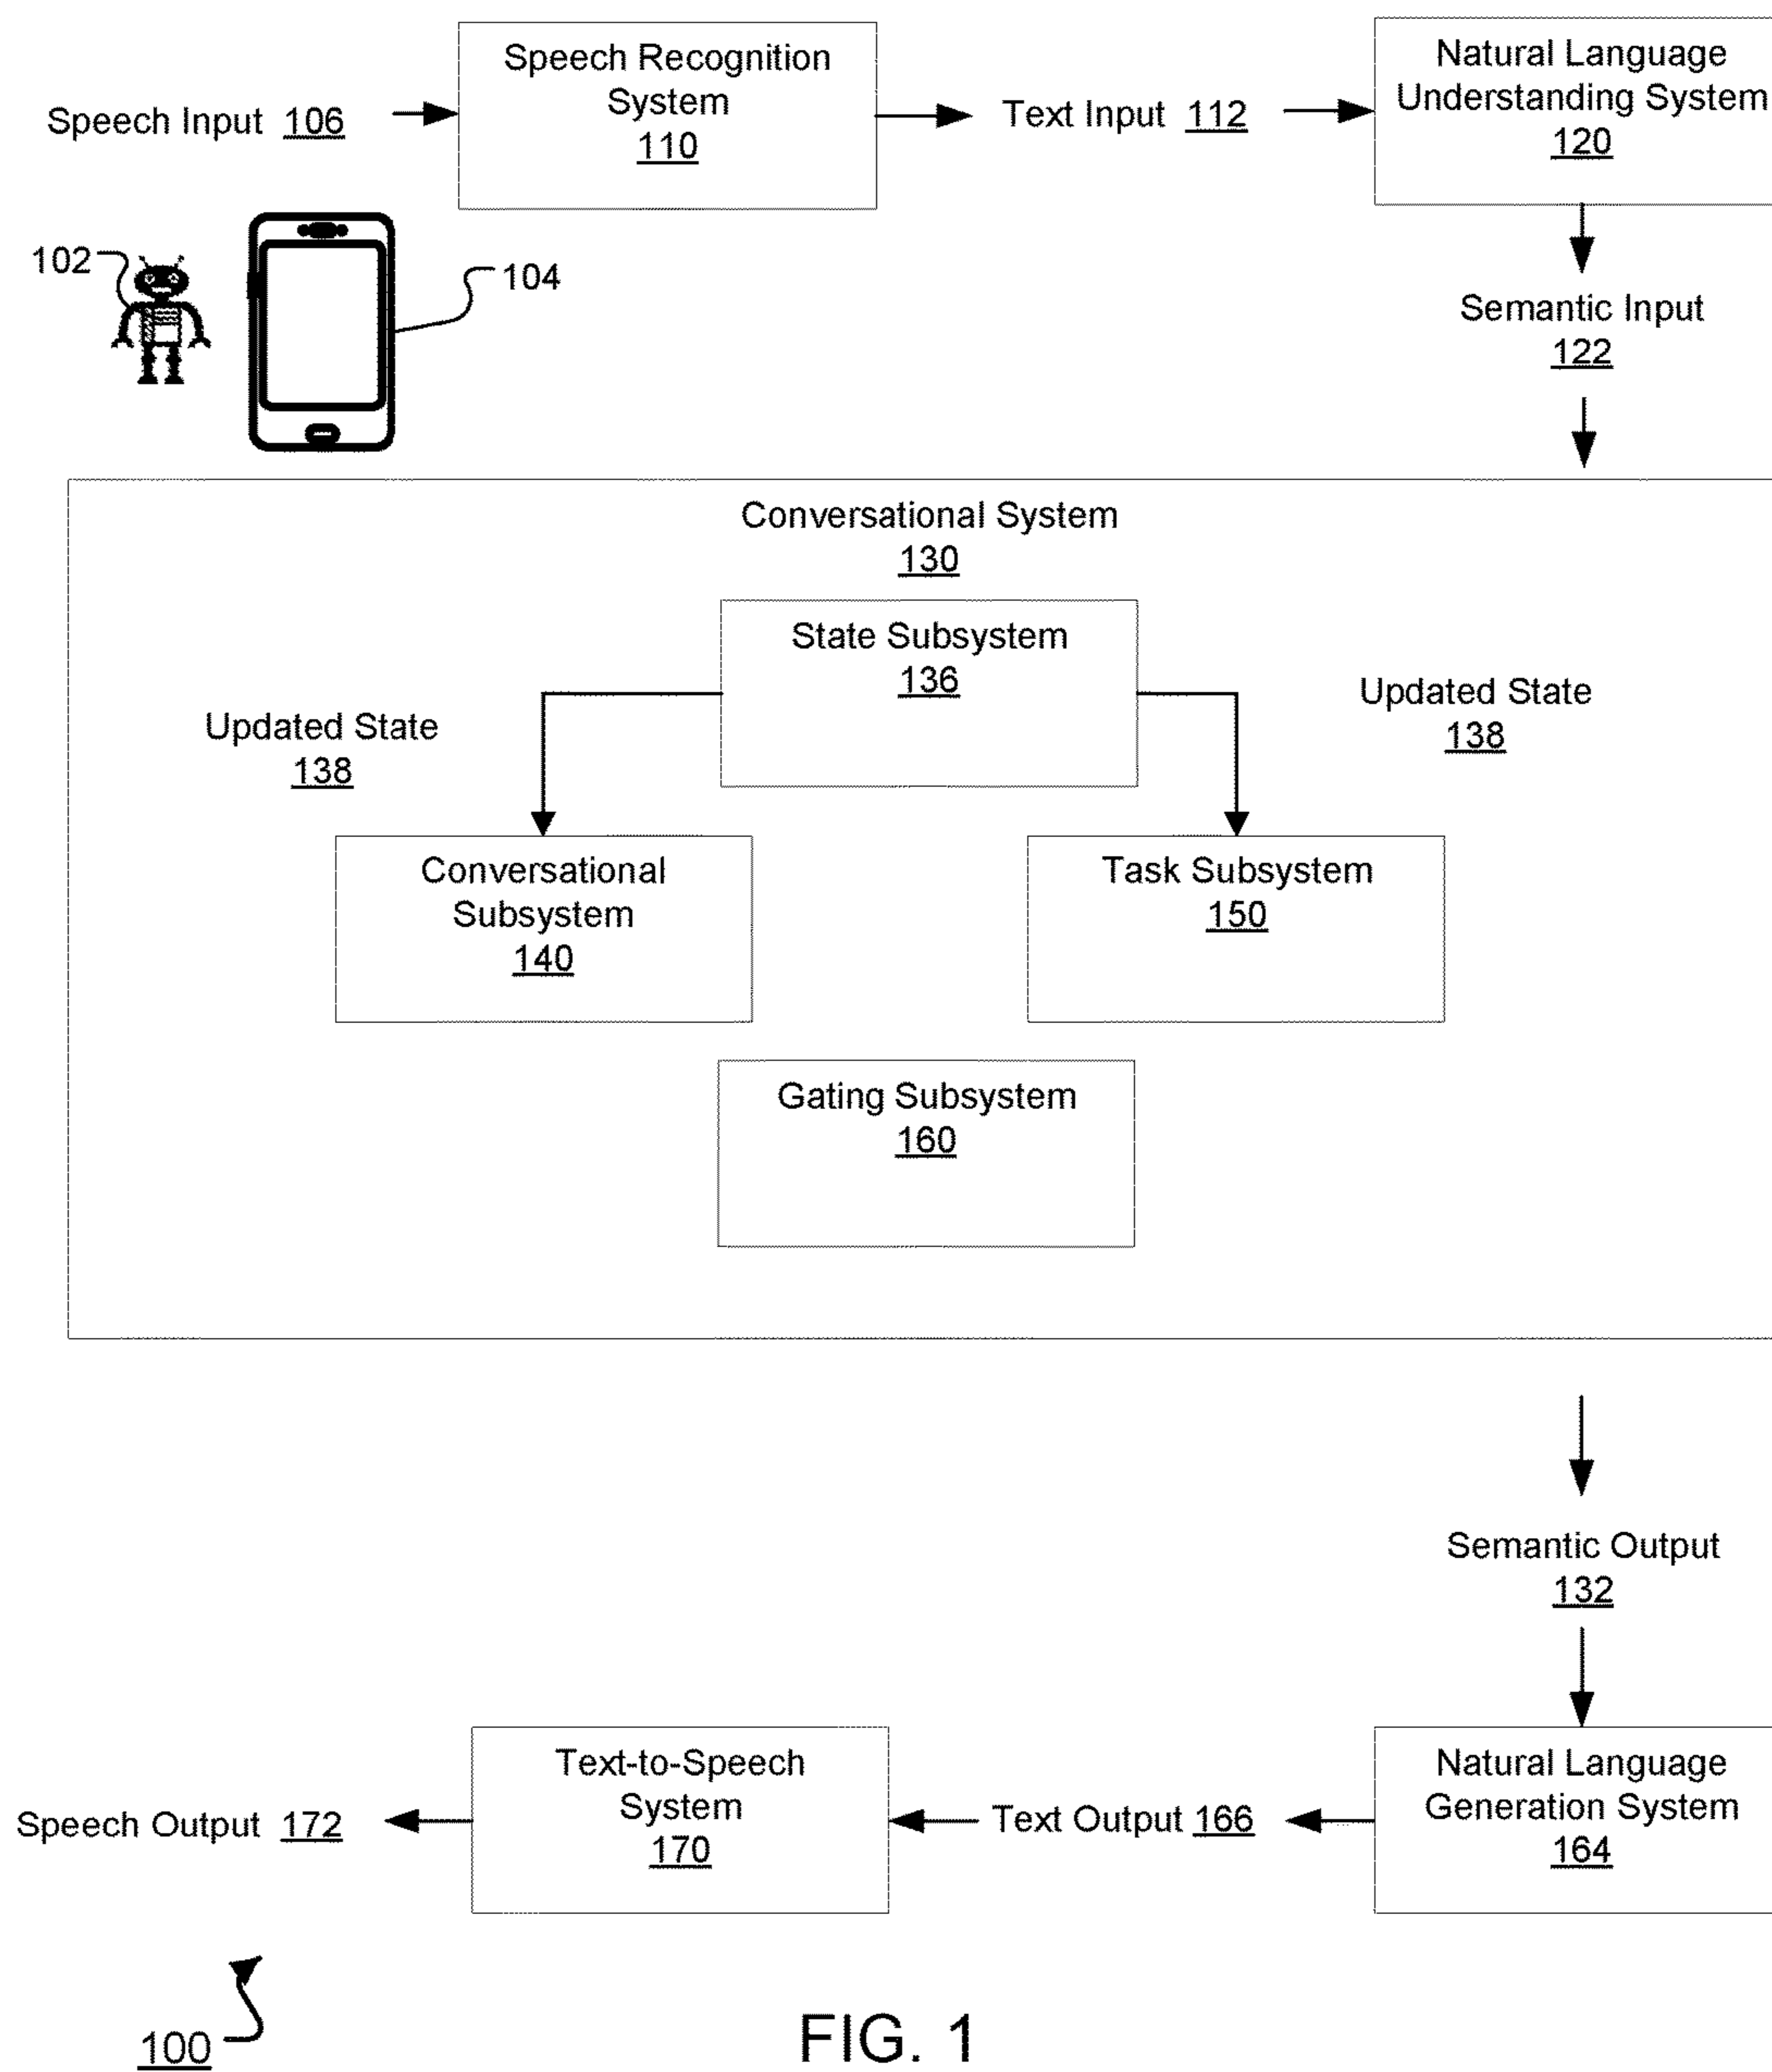 Speech Recognition
System
110
Speech Input 106
Text Input 112
Natural Language
Understanding System
120
102
104
Semantic Input
122
Conversational System
130
State Subsystem
136
Updated State
138
Updated State
138
Conversational
Subsystem
140
Task Subsystem
150
Gating Subsystem
160
Semantic Output
132
Natural Language
Generation System
164
Text Output 166
Text-to-Speech
System
170
Speech Output 172
100
FIG. 1